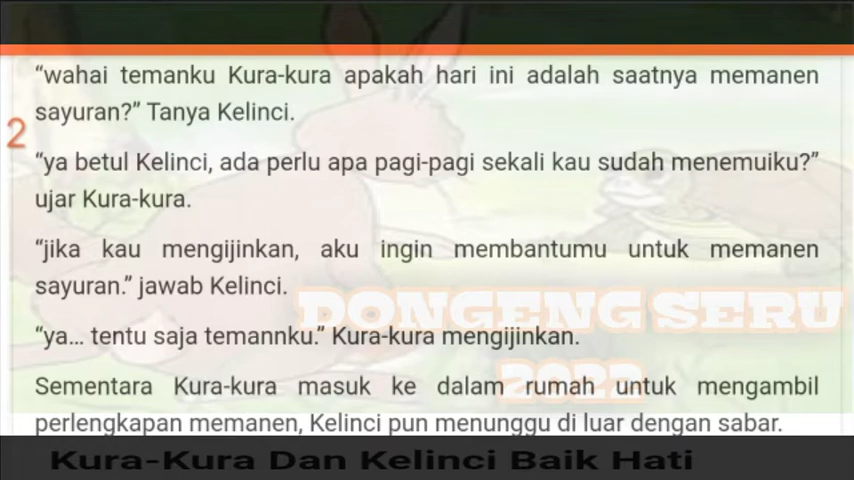 “wahai temanku Kura-kura apakah hari ini adalah saatnya memanen
sayuran?” Tanya Kelinci.
2
“ya betul Kelinci, ada perlu apa pagi-pagi sekali kau sudah menemuiku?”
ujar Kura-kura.
“jika kau mengijinkan, aku ingin membantumu untuk memanen
sayuran.” jawab Kelinci.
DONGENG SERU
“ya... tentu saja temannku.” Kura-kura mengijinkan.
2022
Sementara Kura-kura masuk ke dalam rumah untuk mengambil
perlengkapan memanen, Kelinci pun menunggu di luar dengan sabar.
Kura-Kura Dan Kelinci Baik Hati